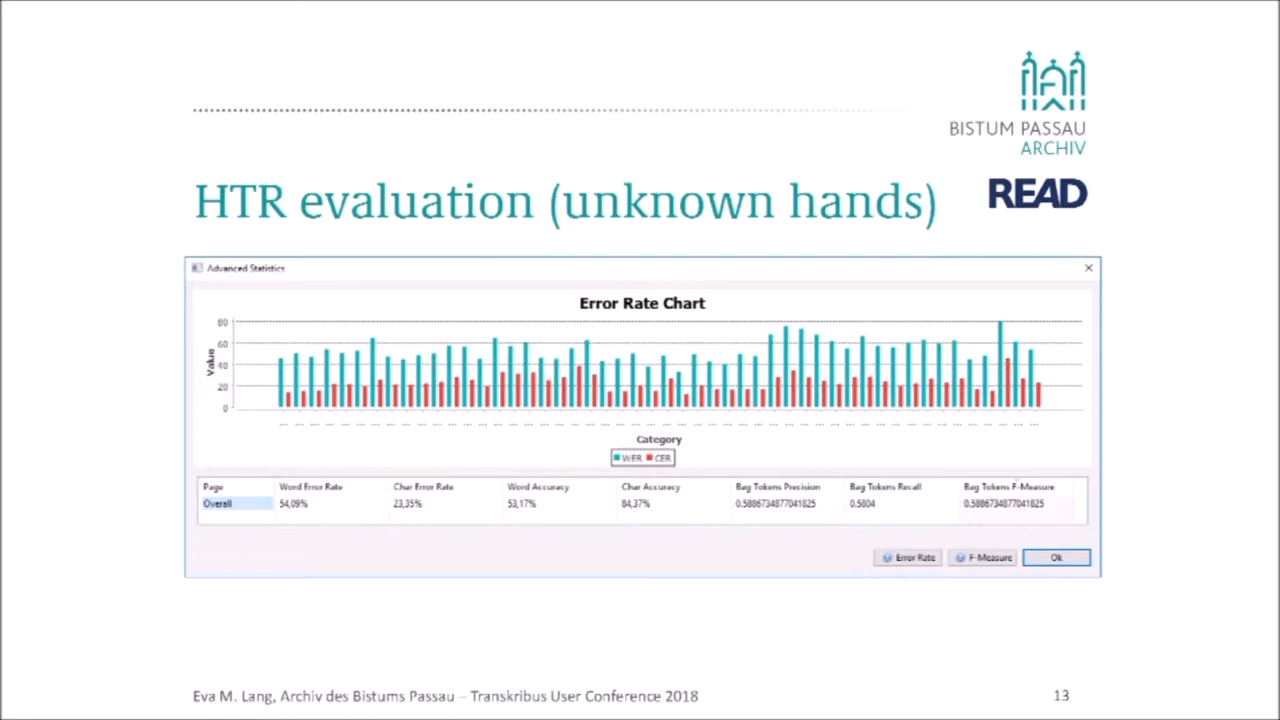 BISTUM PASSAU
ARCHIV
HTR evaluation (unknown hands)
READ
Advanced Statistics
Error Rate Chart
Value
80
60
40
20
0
Category
WER CER
Page Word Error Rate Char Error Rate Word Accuracy Char Accuracy Bag Tokens Precision Bag Tokens Recall Bag Tokens F-Measure
Overall 54,09% 23,35% 53,17% 84,37% 0.5886734877041825 0.5804 0.5886734877041825
Error Rate F-Measure Ok
Eva M. Lang, Archiv des Bistums Passau – Transkribus User Conference 2018
13